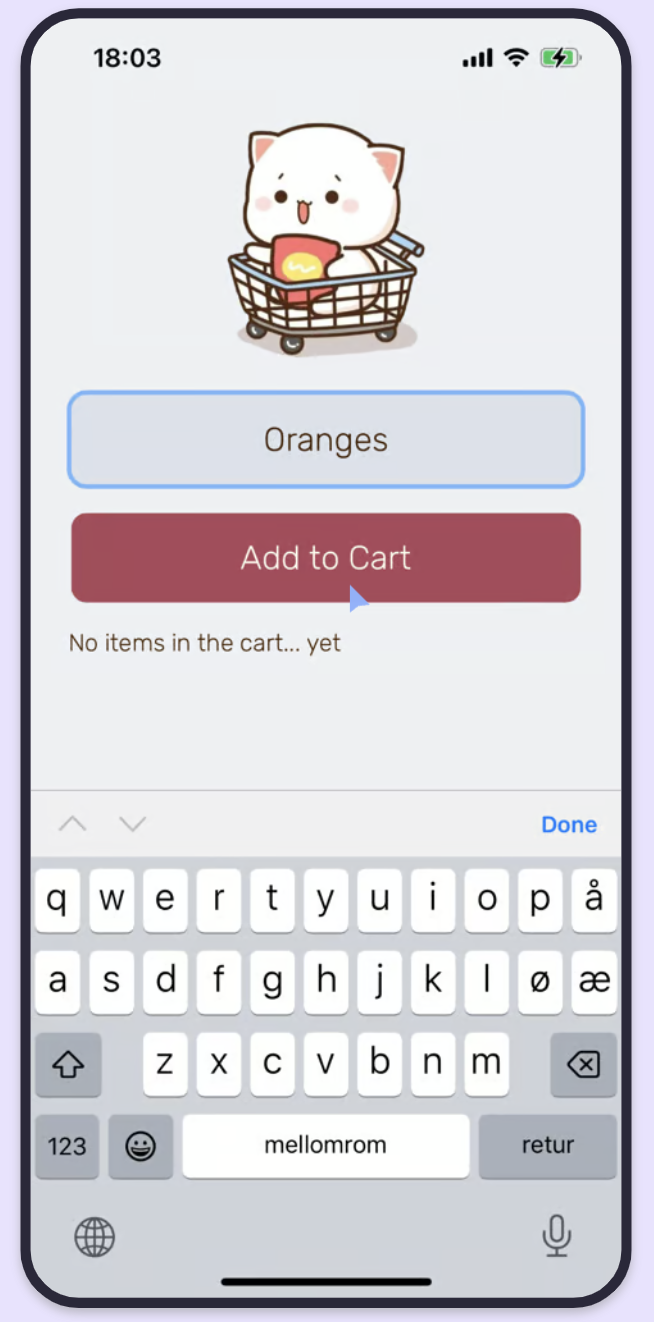 18:03
Oranges
Add to Cart
No items in the cart... yet
Done
q w e r t y u i o p å
a s d f g h j k l ø æ
z x c v b n m
123 mellomrom retur